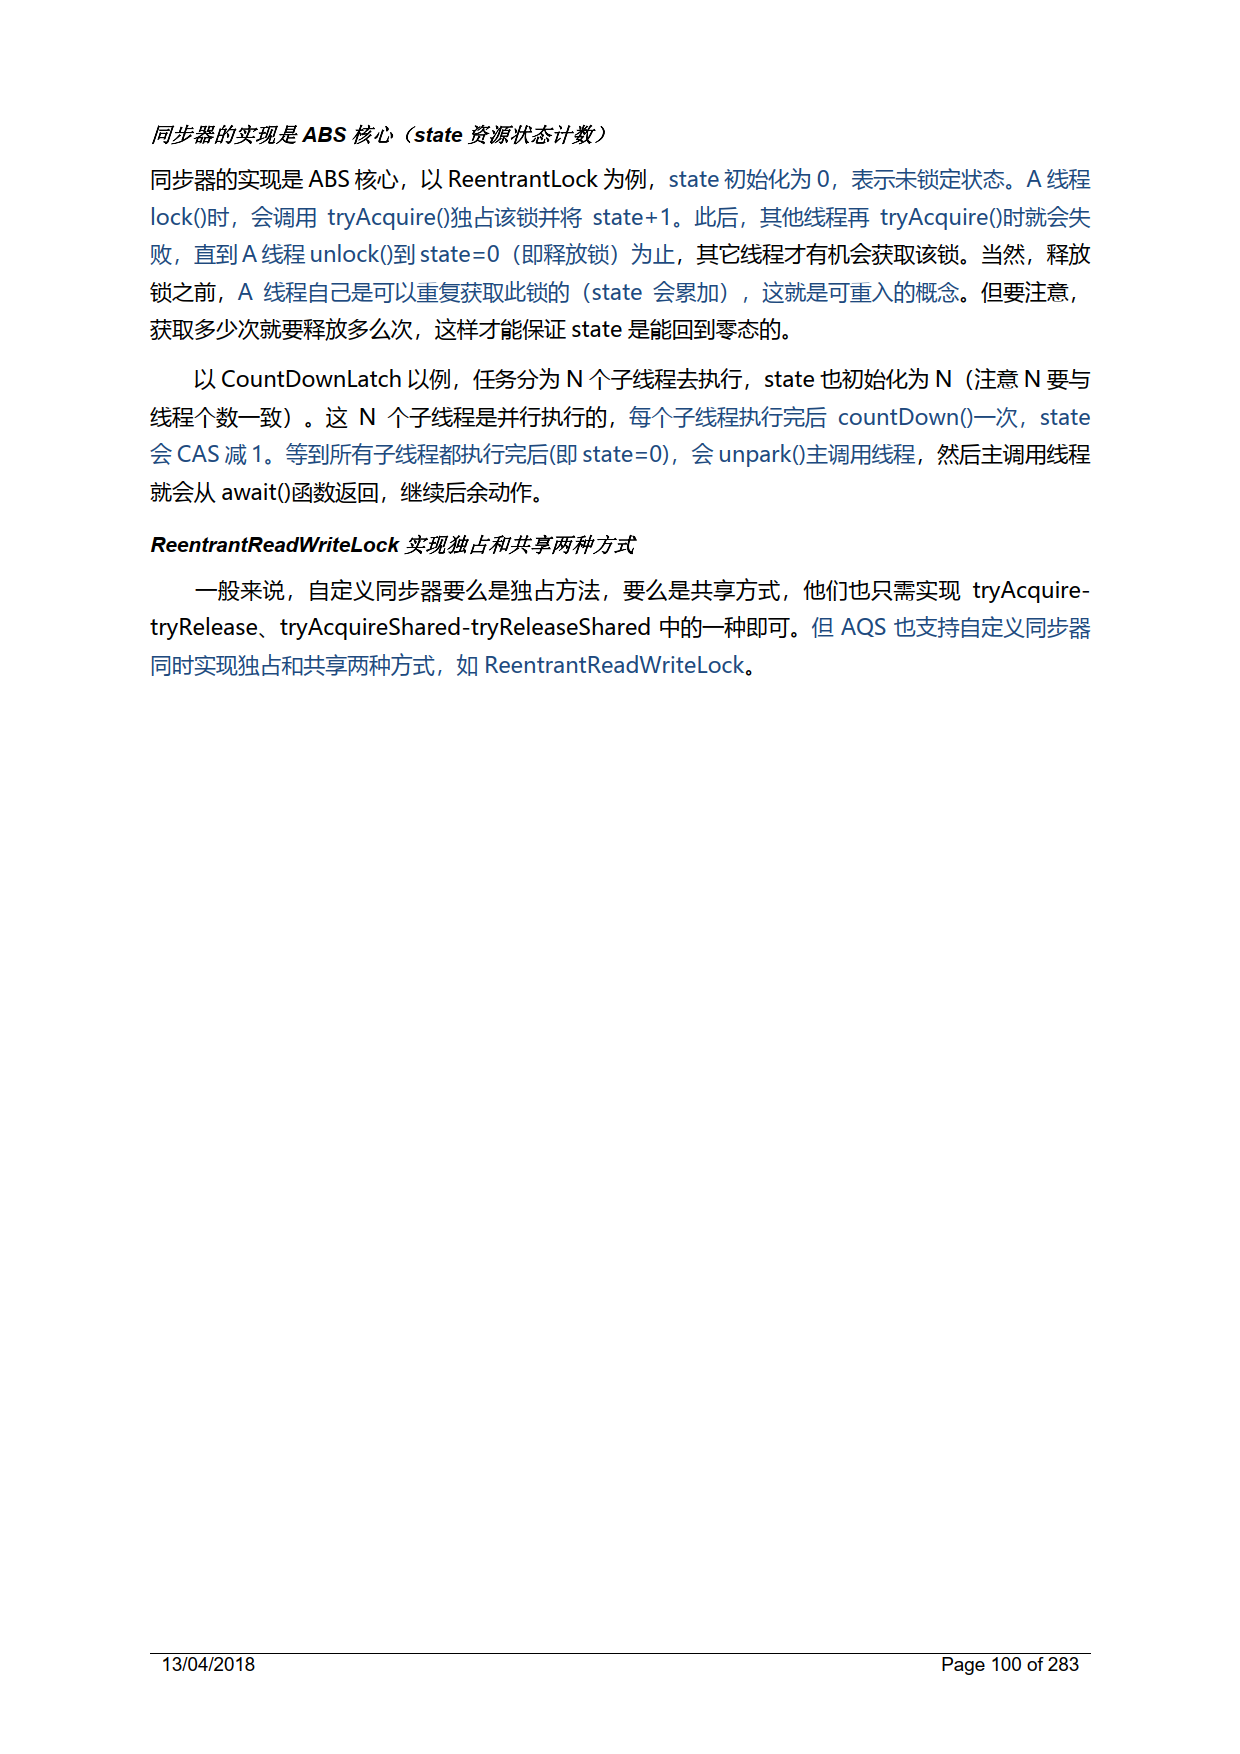 同步器的实现是 ABS 核心（state 资源状态计数）
同步器的实现是 ABS 核心，以 ReentrantLock 为例，state 初始化为 0，表示未锁定状态。A 线程
lock()时，会调用 tryAcquire()独占该锁并将 state+1。此后，其他线程再 tryAcquire()时就会失
败，直到 A 线程 unlock()到 state=0（即释放锁）为止，其它线程才有机会获取该锁。当然，释放
锁之前，A 线程自己是可以重复获取此锁的（state 会累加），这就是可重入的概念。但要注意，
获取多少次就要释放多么次，这样才能保证 state 是能回到零态的。
以 CountDownLatch 以例，任务分为 N 个子线程去执行，state 也初始化为 N（注意 N 要与
线程个数一致）。这 N 个子线程是并行执行的，每个子线程执行完后 countDown()一次，state
会 CAS 减 1。等到所有子线程都执行完后(即 state=0)，会 unpark()主调用线程，然后主调用线程
就会从 await()函数返回，继续后余动作。
ReentrantReadWriteLock 实现独占和共享两种方式
一般来说，自定义同步器要么是独占方法，要么是共享方式，他们也只需实现 tryAcquire-
tryRelease、tryAcquireShared-tryReleaseShared 中的一种即可。但 AQS 也支持自定义同步器
同时实现独占和共享两种方式，如 ReentrantReadWriteLock。
13/04/2018 Page 100 of 283